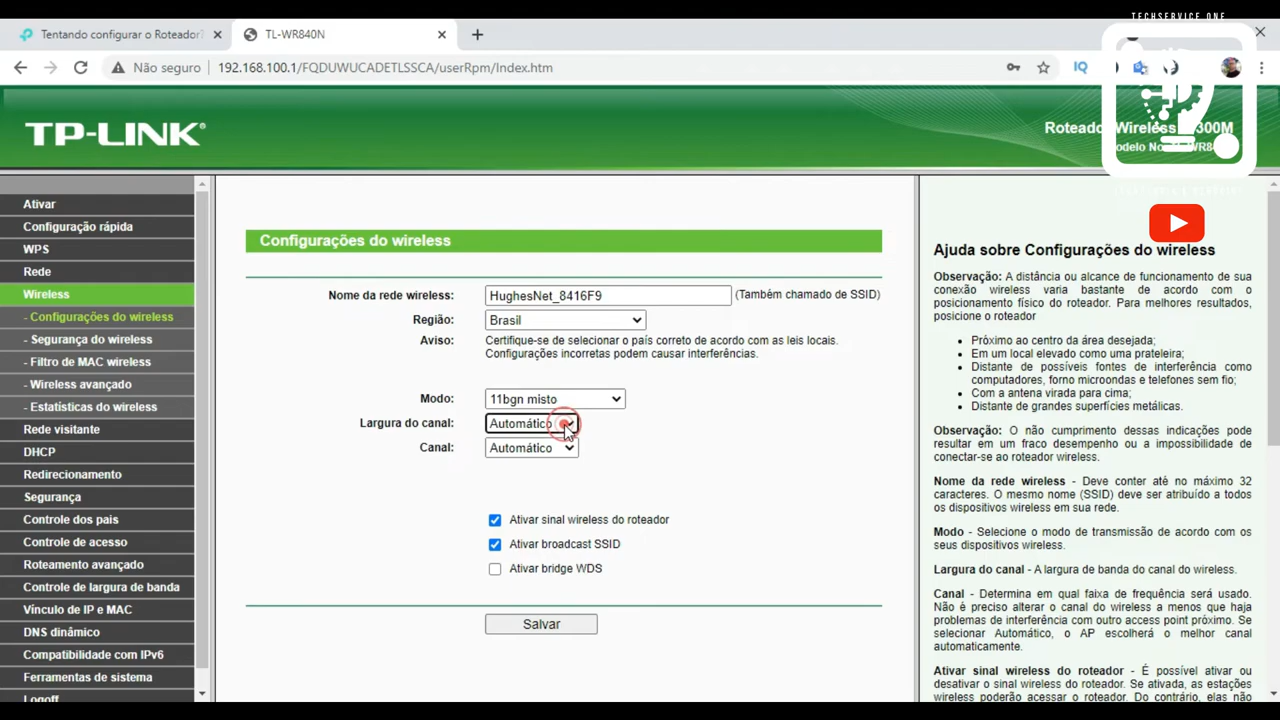 TECHSERVICE ONE
Tentando configurar o Roteador?
TL-WR840N
Não seguro
192.168.100.1/FQDUWUCADETLSSCA/userRpm/Index.htm
IQ
TP-LINK
Roteado Wireless 300M
odelo No
WR8
Ativar
Configuração rápida
WPS
Rede
Wireless
- Configurações do wireless
- Segurança do wireless
- Filtro de MAC wireless
- Wireless avançado
- Estatísticas do wireless
Rede visitante
DHCP
Redirecionamento
Segurança
Controle dos pais
Controle de acesso
Roteamento avançado
Controle de largura de banda
Vínculo de IP e MAC
DNS dinâmico
Compatibilidade com IPv6
Ferramentas de sistema
Logoff
Configurações do wireless
Nome da rede wireless: HughesNet_8416F9 (Também chamado de SSID)
Região: Brasil
Aviso: Certifique-se de selecionar o país correto de acordo com as leis locais.
Configurações incorretas podem causar interferências.
Modo: 11bgn misto
Largura do canal: Automático
Canal: Automático
Ativar sinal wireless do roteador
Ativar broadcast SSID
Ativar bridge WDS
Salvar
Ajuda sobre Configurações do wireless
Observação: A distância ou alcance de funcionamento de sua
conexão wireless varia bastante de acordo com o
posicionamento físico do roteador. Para melhores resultados,
posicione o roteador
Próximo ao centro da área desejada;
Em um local elevado como uma prateleira;
Distante de possíveis fontes de interferência como
computadores, forno microondas e telefones sem fio;
Com a antena virada para cima;
Distante de grandes superfícies metálicas.
Observação: O não cumprimento dessas indicações pode
resultar em um fraco desempenho ou a impossibilidade de
conectar-se ao roteador wireless.
Nome da rede wireless - Deve conter até no máximo 32
caracteres. O mesmo nome (SSID) deve ser atribuído a todos
os dispositivos wireless em sua rede.
Modo - Selecione o modo de transmissão de acordo com os
seus dispositivos wireless.
Largura do canal - A largura de banda do canal do wireless.
Canal - Determina em qual faixa de frequência será usado.
Não é preciso alterar o canal do wireless a menos que haja
problemas de interferência com outro access point próximo. Se
selecionar Automático, o AP escolherá o melhor canal
automaticamente.
Ativar sinal wireless do roteador - É possível ativar ou
desativar o sinal wireless do roteador. Se ativada, as estações
wireless poderão acessar o roteador. Do contrário, elas não